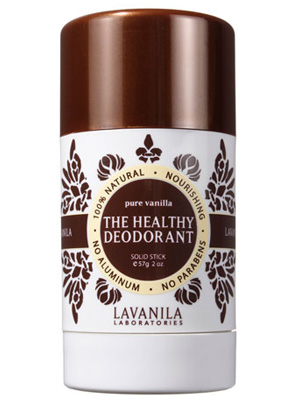 100% NATURAL • NOURISHING •
pure vanilla
THE HEALTHY
DEODORANT
SOLID STICK
℮ 57g 2 oz
• NO ALUMINUM • NO PARABENS
LAVANILA
LABORATORIES